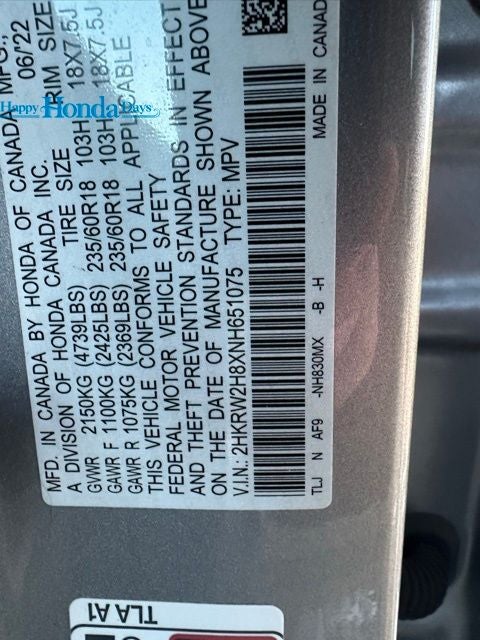 MFD. IN CANADA BY HONDA OF CANADA MFG.,
A DIVISION OF HONDA CANADA INC. 06/'22
TIRE SIZE RIM SIZE
GVWR 2150KG (4739LBS)
GAWR F 1100KG (2425LBS) 235/60R18 103H 18X7.5J
GAWR R 1075KG (2369LBS) 235/60R18 103H 18X7.5J
THIS VEHICLE CONFORMS TO ALL APPLICABLE
FEDERAL MOTOR VEHICLE SAFETY
AND THEFT PREVENTION STANDARDS IN EFFECT
ON THE DATE OF MANUFACTURE SHOWN ABOVE
V.I.N.: 2HKRW2H8XNH651075 TYPE: MPV
TLJ N AF9 -NH830MX -B -H MADE IN CANADA
Happy Honda Days
TLA A1